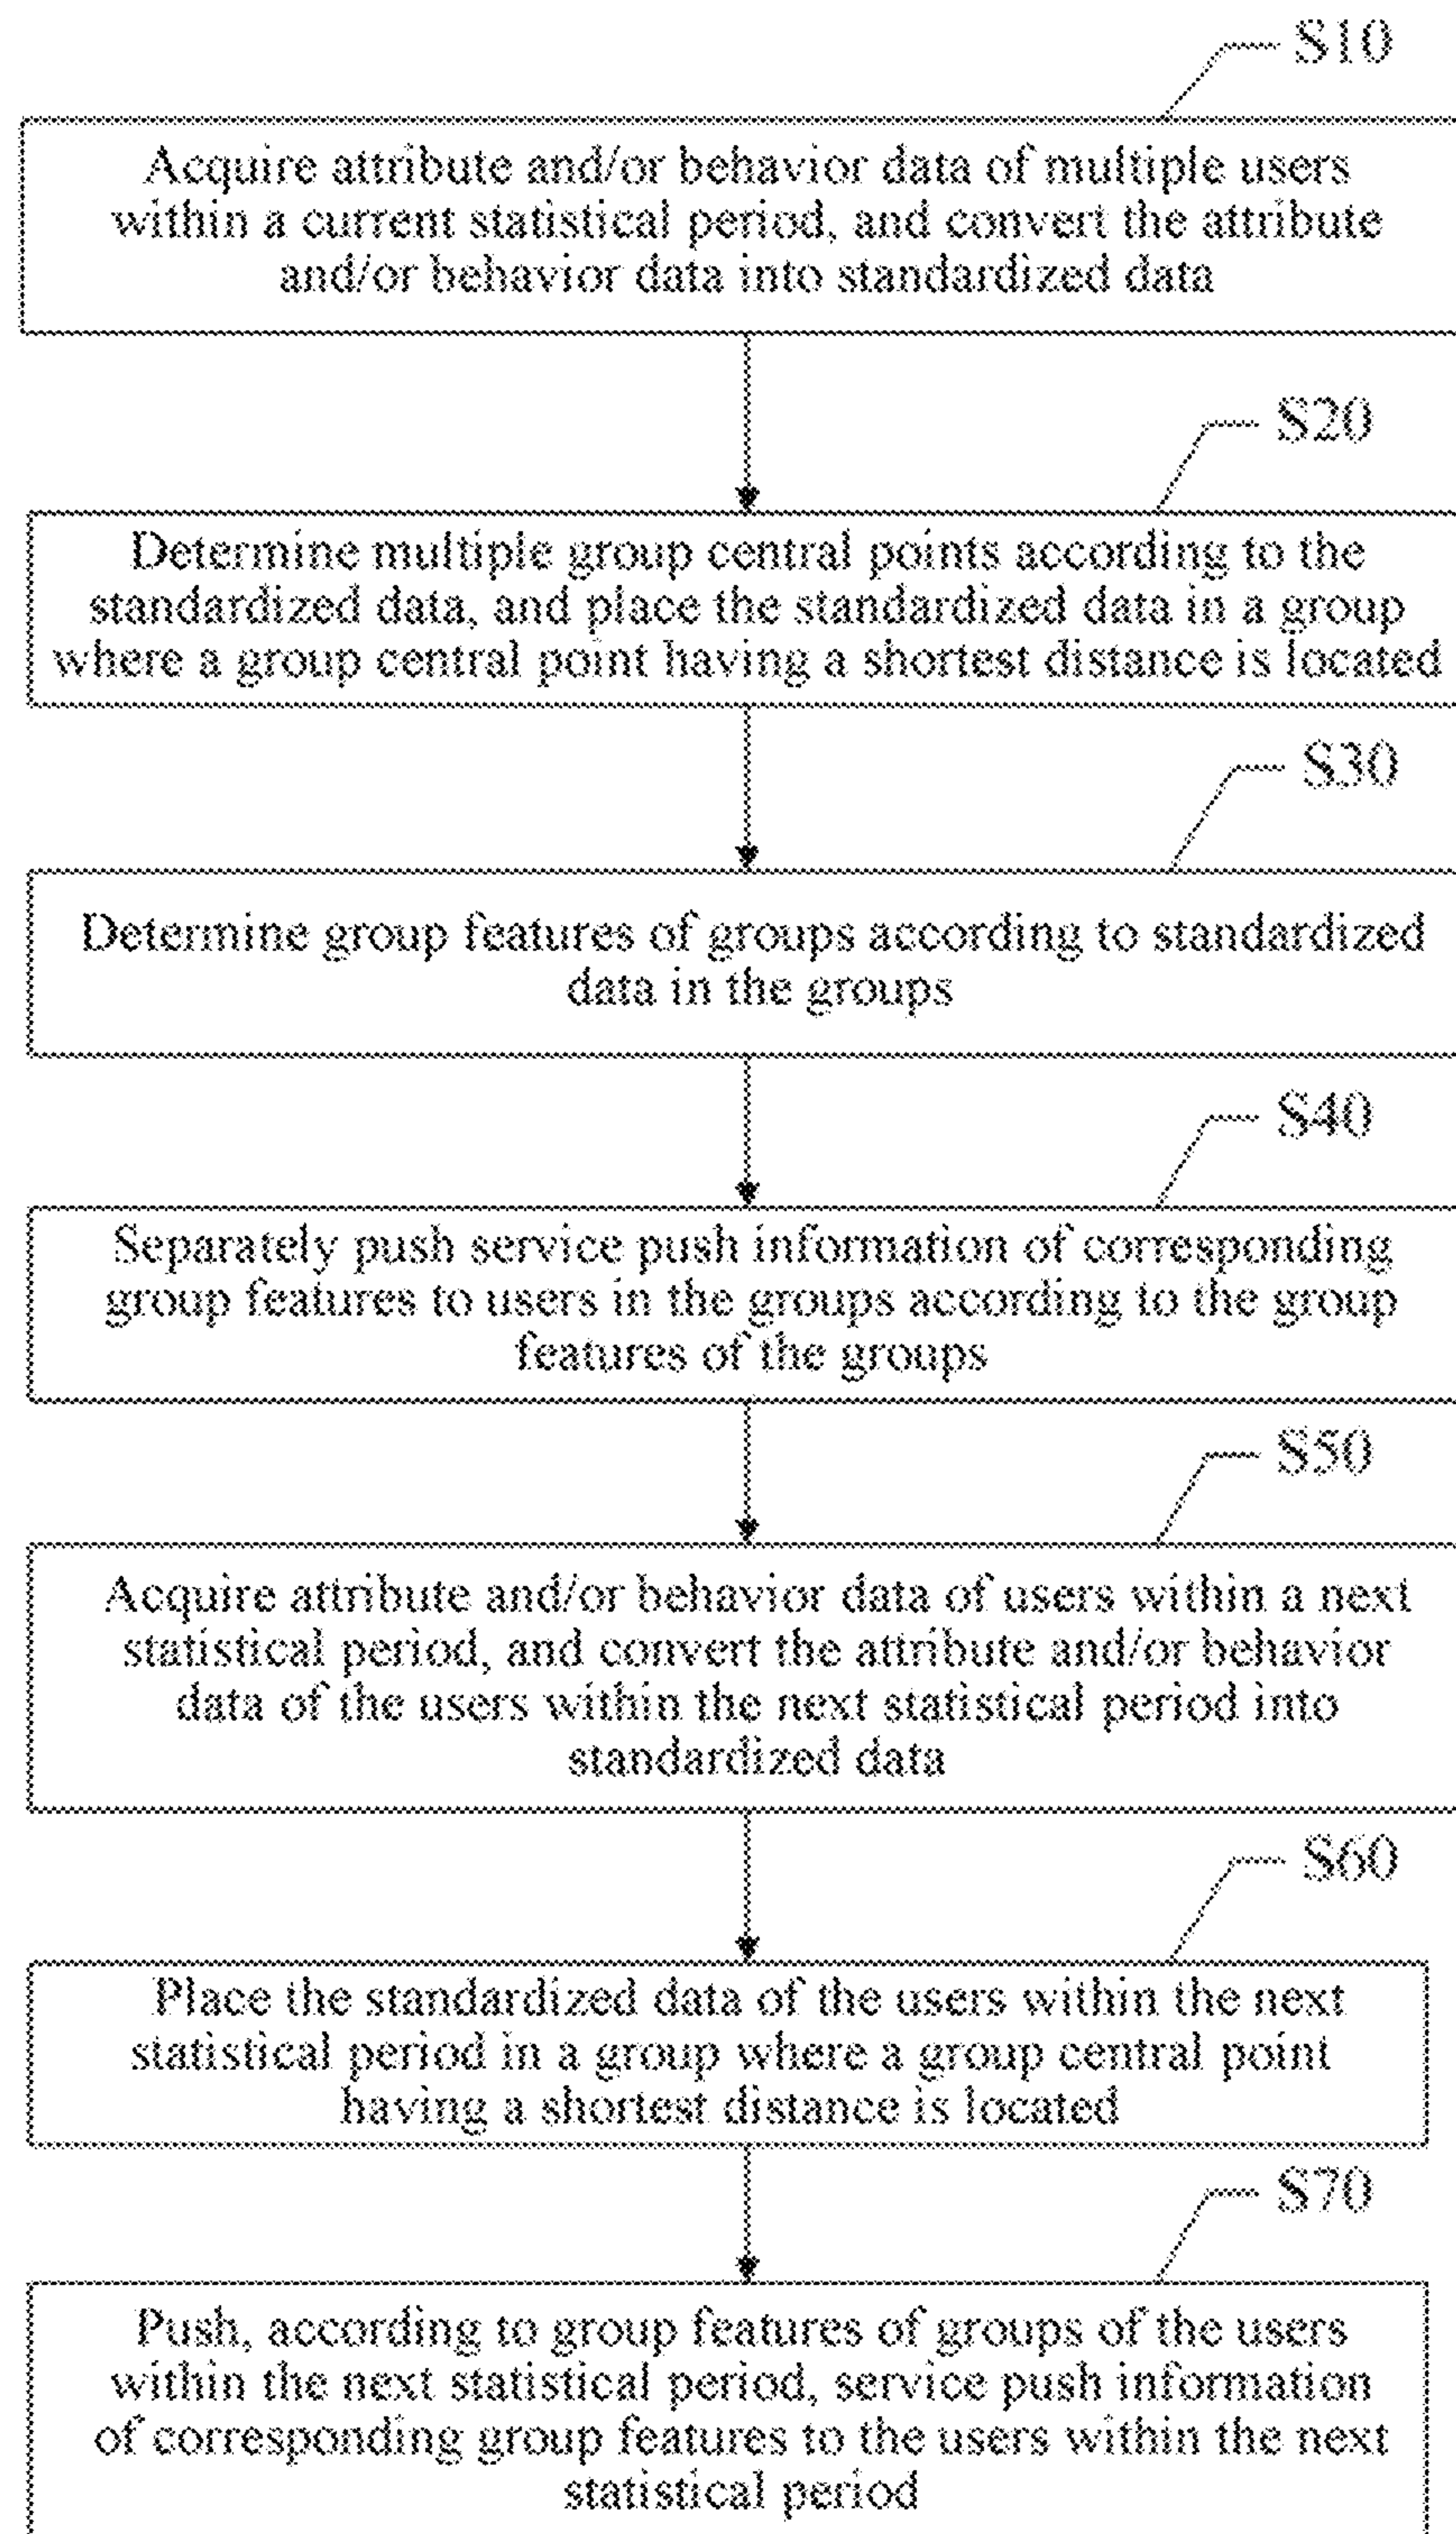 S10
Acquire attribute and/or behavior data of multiple users
within a current statistical period, and convert the attribute
and/or behavior data into standardized data
S20
Determine multiple group central points according to the
standardized data, and place the standardized data in a group
where a group central point having a shortest distance is located
S30
Determine group features of groups according to standardized
data in the groups
S40
Separately push service push information of corresponding
group features to users in the groups according to the group
features of the groups
S50
Acquire attribute and/or behavior data of users within a next
statistical period, and convert the attribute and/or behavior
data of the users within the next statistical period into
standardized data
S60
Place the standardized data of the users within the next
statistical period in a group where a group central point
having a shortest distance is located
S70
Push, according to group features of groups of the users
within the next statistical period, service push information
of corresponding group features to the users within the next
statistical period